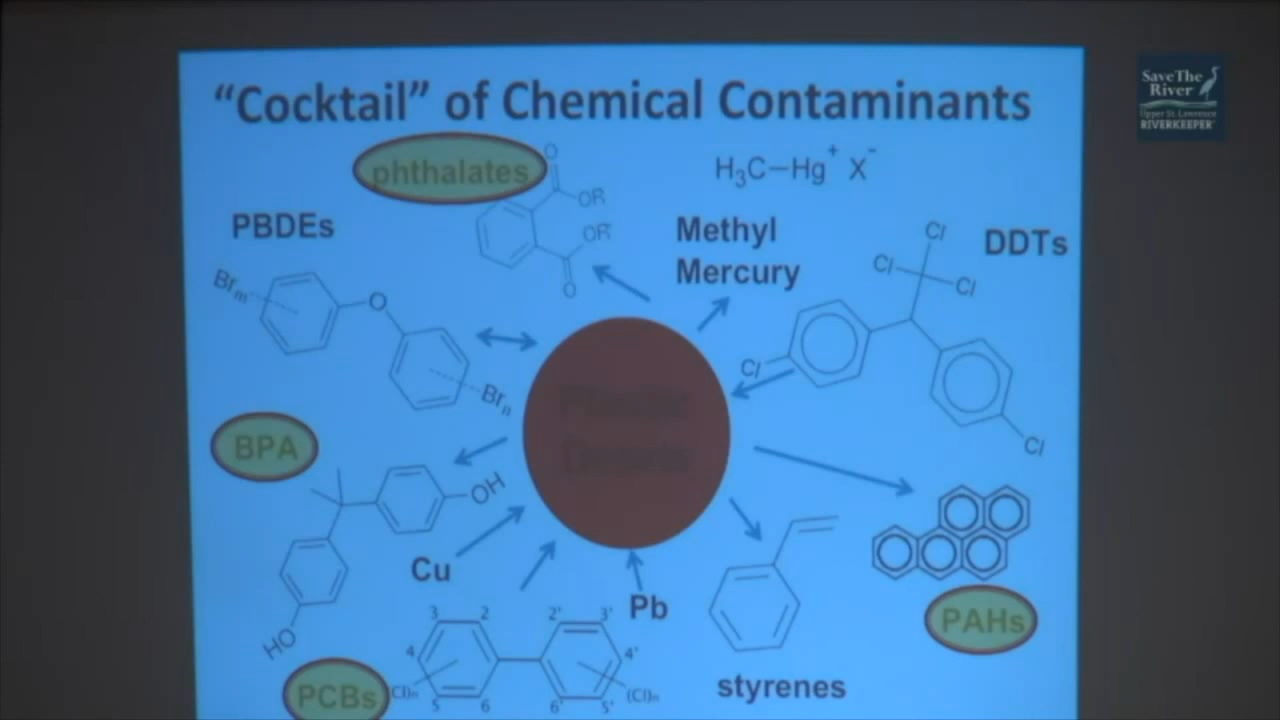 “Cocktail” of Chemical Contaminants
SaveThe
River
Upper St. Lawrence
RIVERKEEPER
phthalates
O
OR
OR'
O
H₃C–Hg⁺ X⁻
Methyl
Mercury
PBDEs
Brₘ
O
Brₙ
DDTs
Cl
Cl
Cl
Cl
Cl
BPA
OH
HO
Cu
Pb
PAHs
styrenes
PCBs
3
2
2'
3'
4
4'
(Cl)ₙ
5
6
6'
5'
(Cl)ₙ